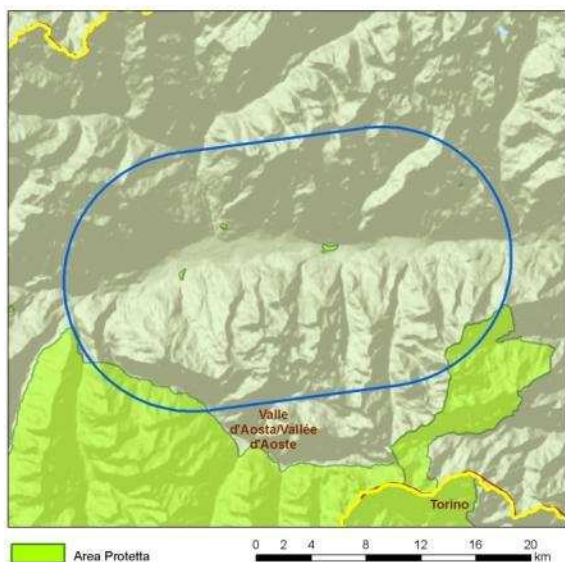 Valle
d'Aosta/Vallée
d'Aoste
Torino
Area Protetta
0 2 4 8 12 16 20
km